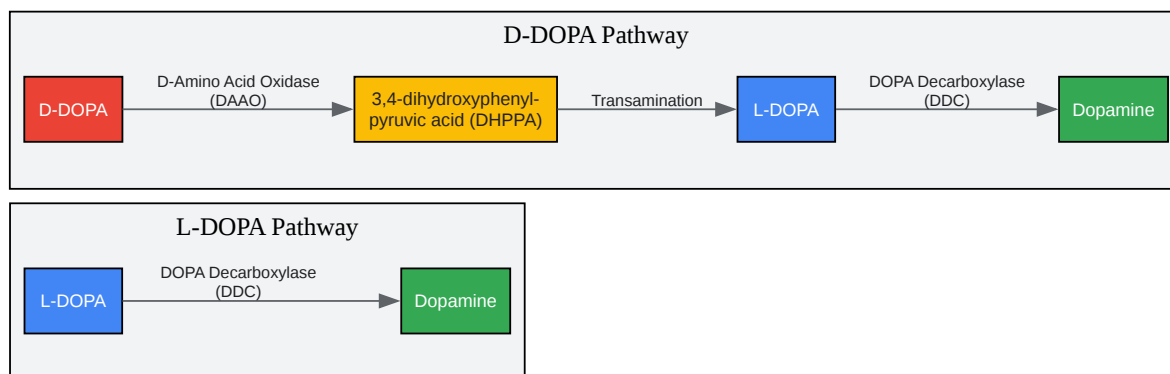 D-DOPA Pathway
D-DOPA
D-Amino Acid Oxidase
(DAAO)
3,4-dihydroxyphenyl-
pyruvic acid (DHPPA)
Transamination
L-DOPA
DOPA Decarboxylase
(DDC)
Dopamine
L-DOPA Pathway
L-DOPA
DOPA Decarboxylase
(DDC)
Dopamine